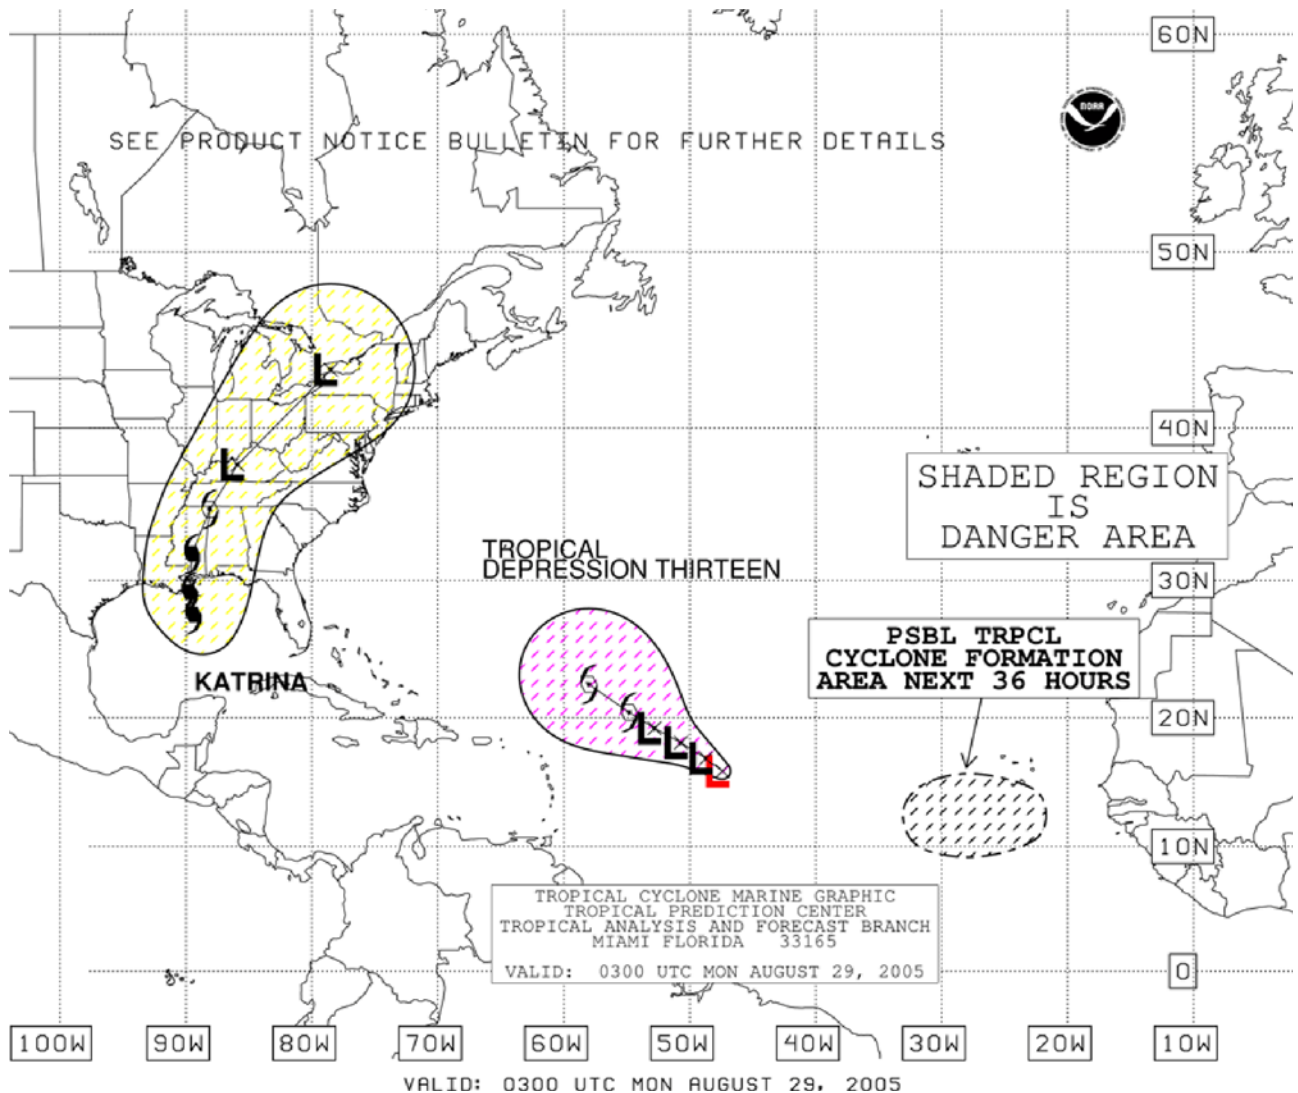 60N
NOAA
SEE PRODUCT NOTICE BULLETIN FOR FURTHER DETAILS
50N
40N
SHADED REGION
IS
DANGER AREA
TROPICAL
DEPRESSION THIRTEEN
30N
PSBL TRPCL
CYCLONE FORMATION
AREA NEXT 36 HOURS
KATRINA
20N
10N
TROPICAL CYCLONE MARINE GRAPHIC
TROPICAL PREDICTION CENTER
TROPICAL ANALYSIS AND FORECAST BRANCH
MIAMI FLORIDA 33165
VALID: 0300 UTC MON AUGUST 29, 2005
0
100W 90W 80W 70W 60W 50W 40W 30W 20W 10W
VALID: 0300 UTC MON AUGUST 29, 2005